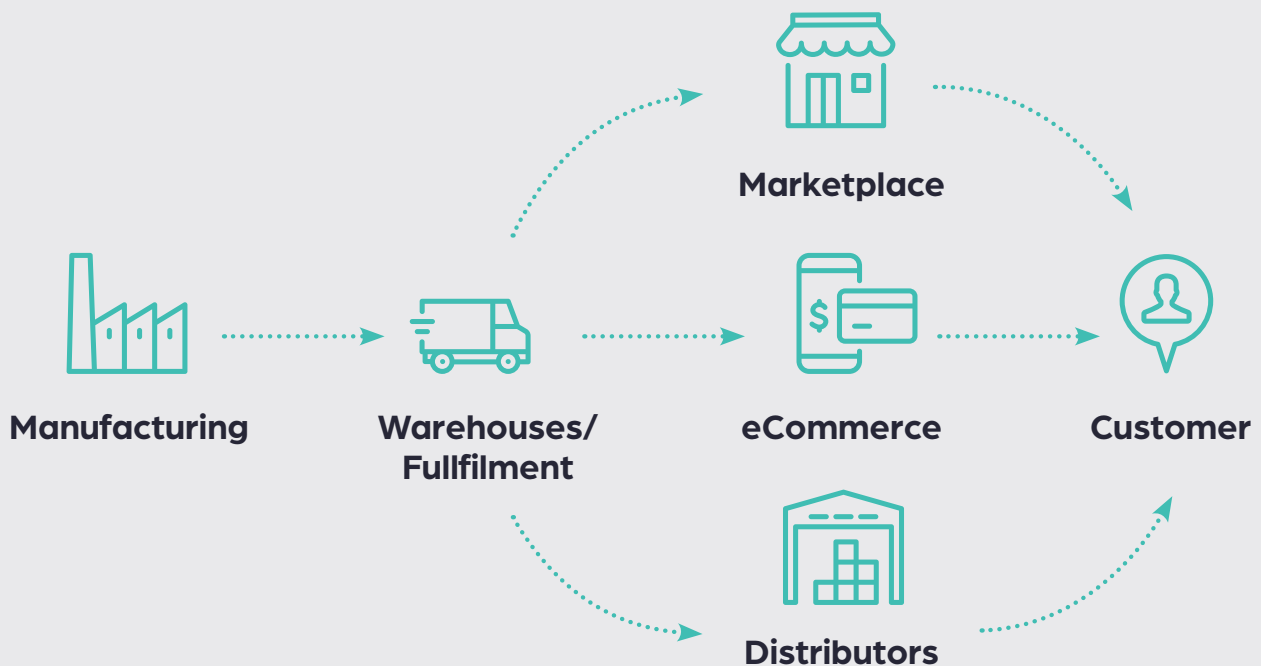 Marketplace
$
Manufacturing
Warehouses/
Fullfilment
eCommerce
Customer
Distributors